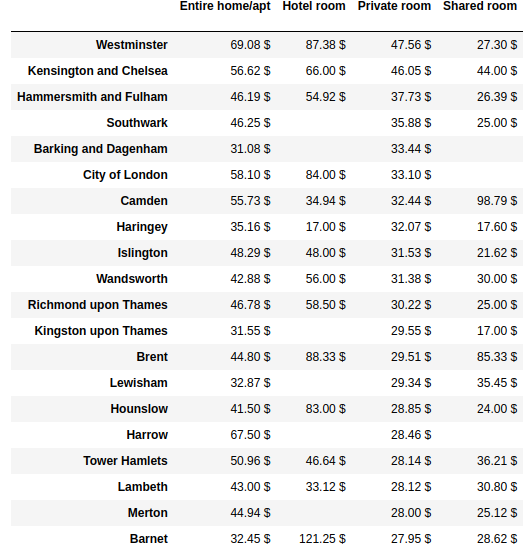 Entire home/apt Hotel room Private room Shared room
Westminster 69.08 $ 87.38 $ 47.56 $ 27.30 $
Kensington and Chelsea 56.62 $ 66.00 $ 46.05 $ 44.00 $
Hammersmith and Fulham 46.19 $ 54.92 $ 37.73 $ 26.39 $
Southwark 46.25 $ 35.88 $ 25.00 $
Barking and Dagenham 31.08 $ 33.44 $
City of London 58.10 $ 84.00 $ 33.10 $
Camden 55.73 $ 34.94 $ 32.44 $ 98.79 $
Haringey 35.16 $ 17.00 $ 32.07 $ 17.60 $
Islington 48.29 $ 48.00 $ 31.53 $ 21.62 $
Wandsworth 42.88 $ 56.00 $ 31.38 $ 30.00 $
Richmond upon Thames 46.78 $ 58.50 $ 30.22 $ 25.00 $
Kingston upon Thames 31.55 $ 29.55 $ 17.00 $
Brent 44.80 $ 88.33 $ 29.51 $ 85.33 $
Lewisham 32.87 $ 29.34 $ 35.45 $
Hounslow 41.50 $ 83.00 $ 28.85 $ 24.00 $
Harrow 67.50 $ 28.46 $
Tower Hamlets 50.96 $ 46.64 $ 28.14 $ 36.21 $
Lambeth 43.00 $ 33.12 $ 28.12 $ 30.80 $
Merton 44.94 $ 28.00 $ 25.12 $
Barnet 32.45 $ 121.25 $ 27.95 $ 28.62 $